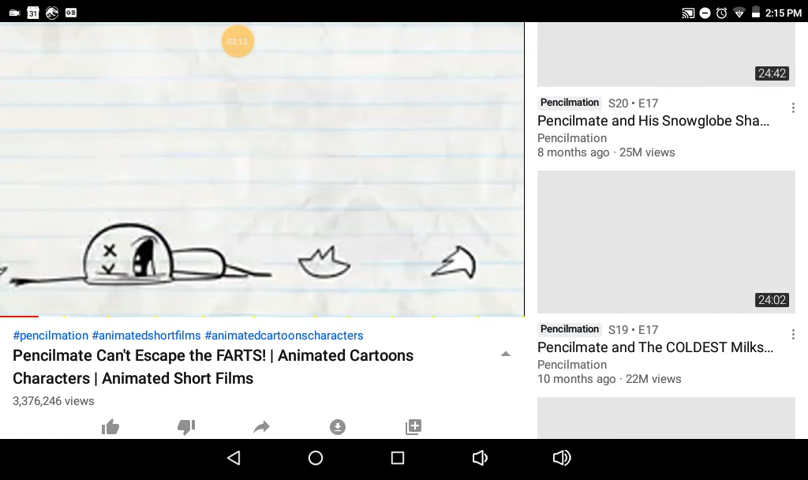 31
2:15 PM
02:12
24:42
Pencilmation S20 • E17
Pencilmate and His Snowglobe Sha...
Pencilmation
8 months ago · 25M views
24:02
#pencilmation #animatedshortfilms #animatedcartoonscharacters
Pencilmate Can't Escape the FARTS! | Animated Cartoons
Characters | Animated Short Films
3,376,246 views
Pencilmation S19 • E17
Pencilmate and The COLDEST Milks...
Pencilmation
10 months ago · 22M views